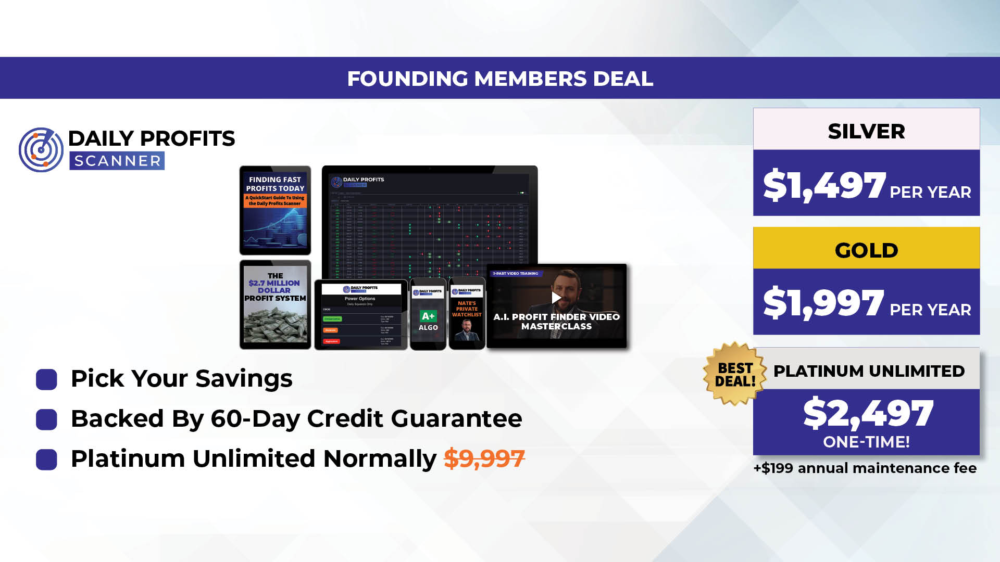 FOUNDING MEMBERS DEAL
DAILY PROFITS
SCANNER
FINDING FAST
PROFITS TODAY
A QuickStart Guide To Using
the Daily Profits Scanner
DAILY PROFITS
SCANNER
THE
$2.7 MILLION
DOLLAR
PROFIT SYSTEM
DAILY PROFITS
Power Options
Daily Squeeze Only
CBOE
Conservative
Moderate
Aggressive
DAILY PROFITS
A+
ALGO
DAILY PROFITS
NATE'S
PRIVATE
WATCHLIST
3-PART VIDEO TRAINING
A.I. PROFIT FINDER VIDEO
MASTERCLASS
Pick Your Savings
Backed By 60-Day Credit Guarantee
Platinum Unlimited Normally $9,997
SILVER
$1,497 PER YEAR
GOLD
$1,997 PER YEAR
BEST
DEAL!
PLATINUM UNLIMITED
$2,497
ONE-TIME!
+$199 annual maintenance fee